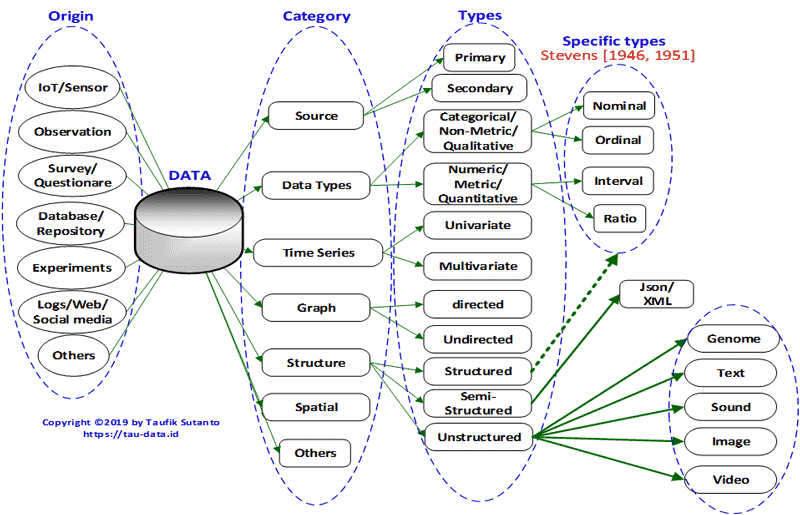 Origin
Category
Types
Specific types
Stevens [1946, 1951]
IoT/Sensor
Observation
Survey/
Questionare
Database/
Repository
Experiments
Logs/Web/
Social media
Others
DATA
Source
Data Types
Time Series
Graph
Structure
Spatial
Others
Primary
Secondary
Categorical/
Non-Metric/
Qualitative
Numeric/
Metric/
Quantitative
Univariate
Multivariate
directed
Undirected
Structured
Semi-
Structured
Unstructured
Nominal
Ordinal
Interval
Ratio
Json/
XML
Genome
Text
Sound
Image
Video
Copyright ©2019 by Taufik Sutanto
https://tau-data.id